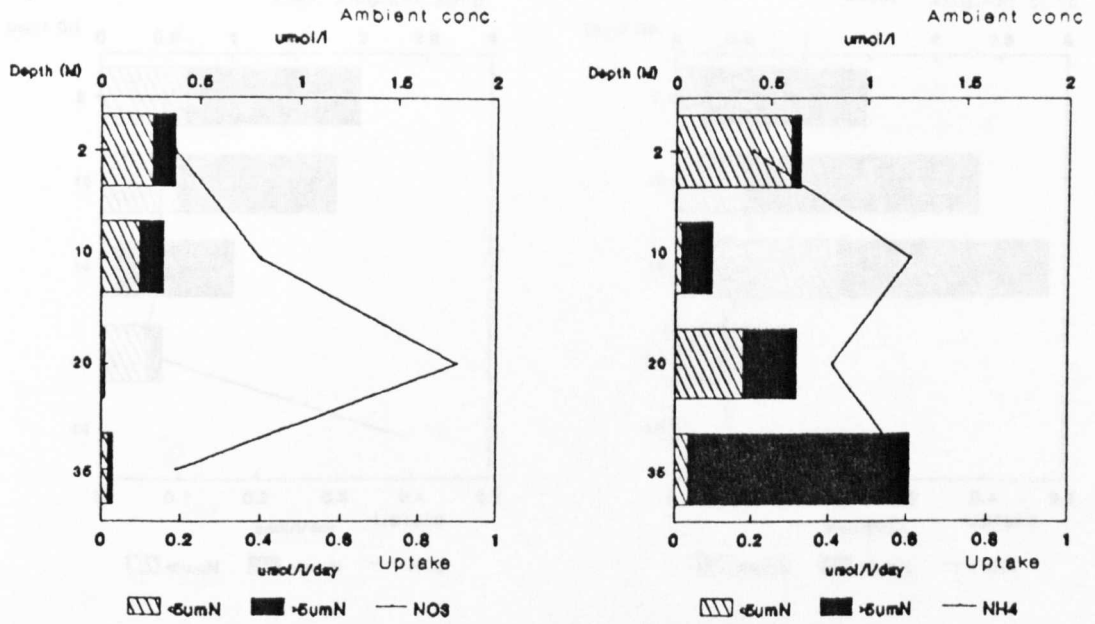 Ambient conc.
umol/l
Depth (M)
0 0.5 1 1.5 2
2
10
20
35
0 0.2 0.4 0.6 0.8 1
umol/l/day Uptake
<5umN >5umN NO3
Ambient conc
umol/l
Depth (M)
0 0.5 1 1.5 2
2
10
20
35
0 0.2 0.4 0.6 0.8 1
umol/l/day Uptake
<5umN >5umN NH4